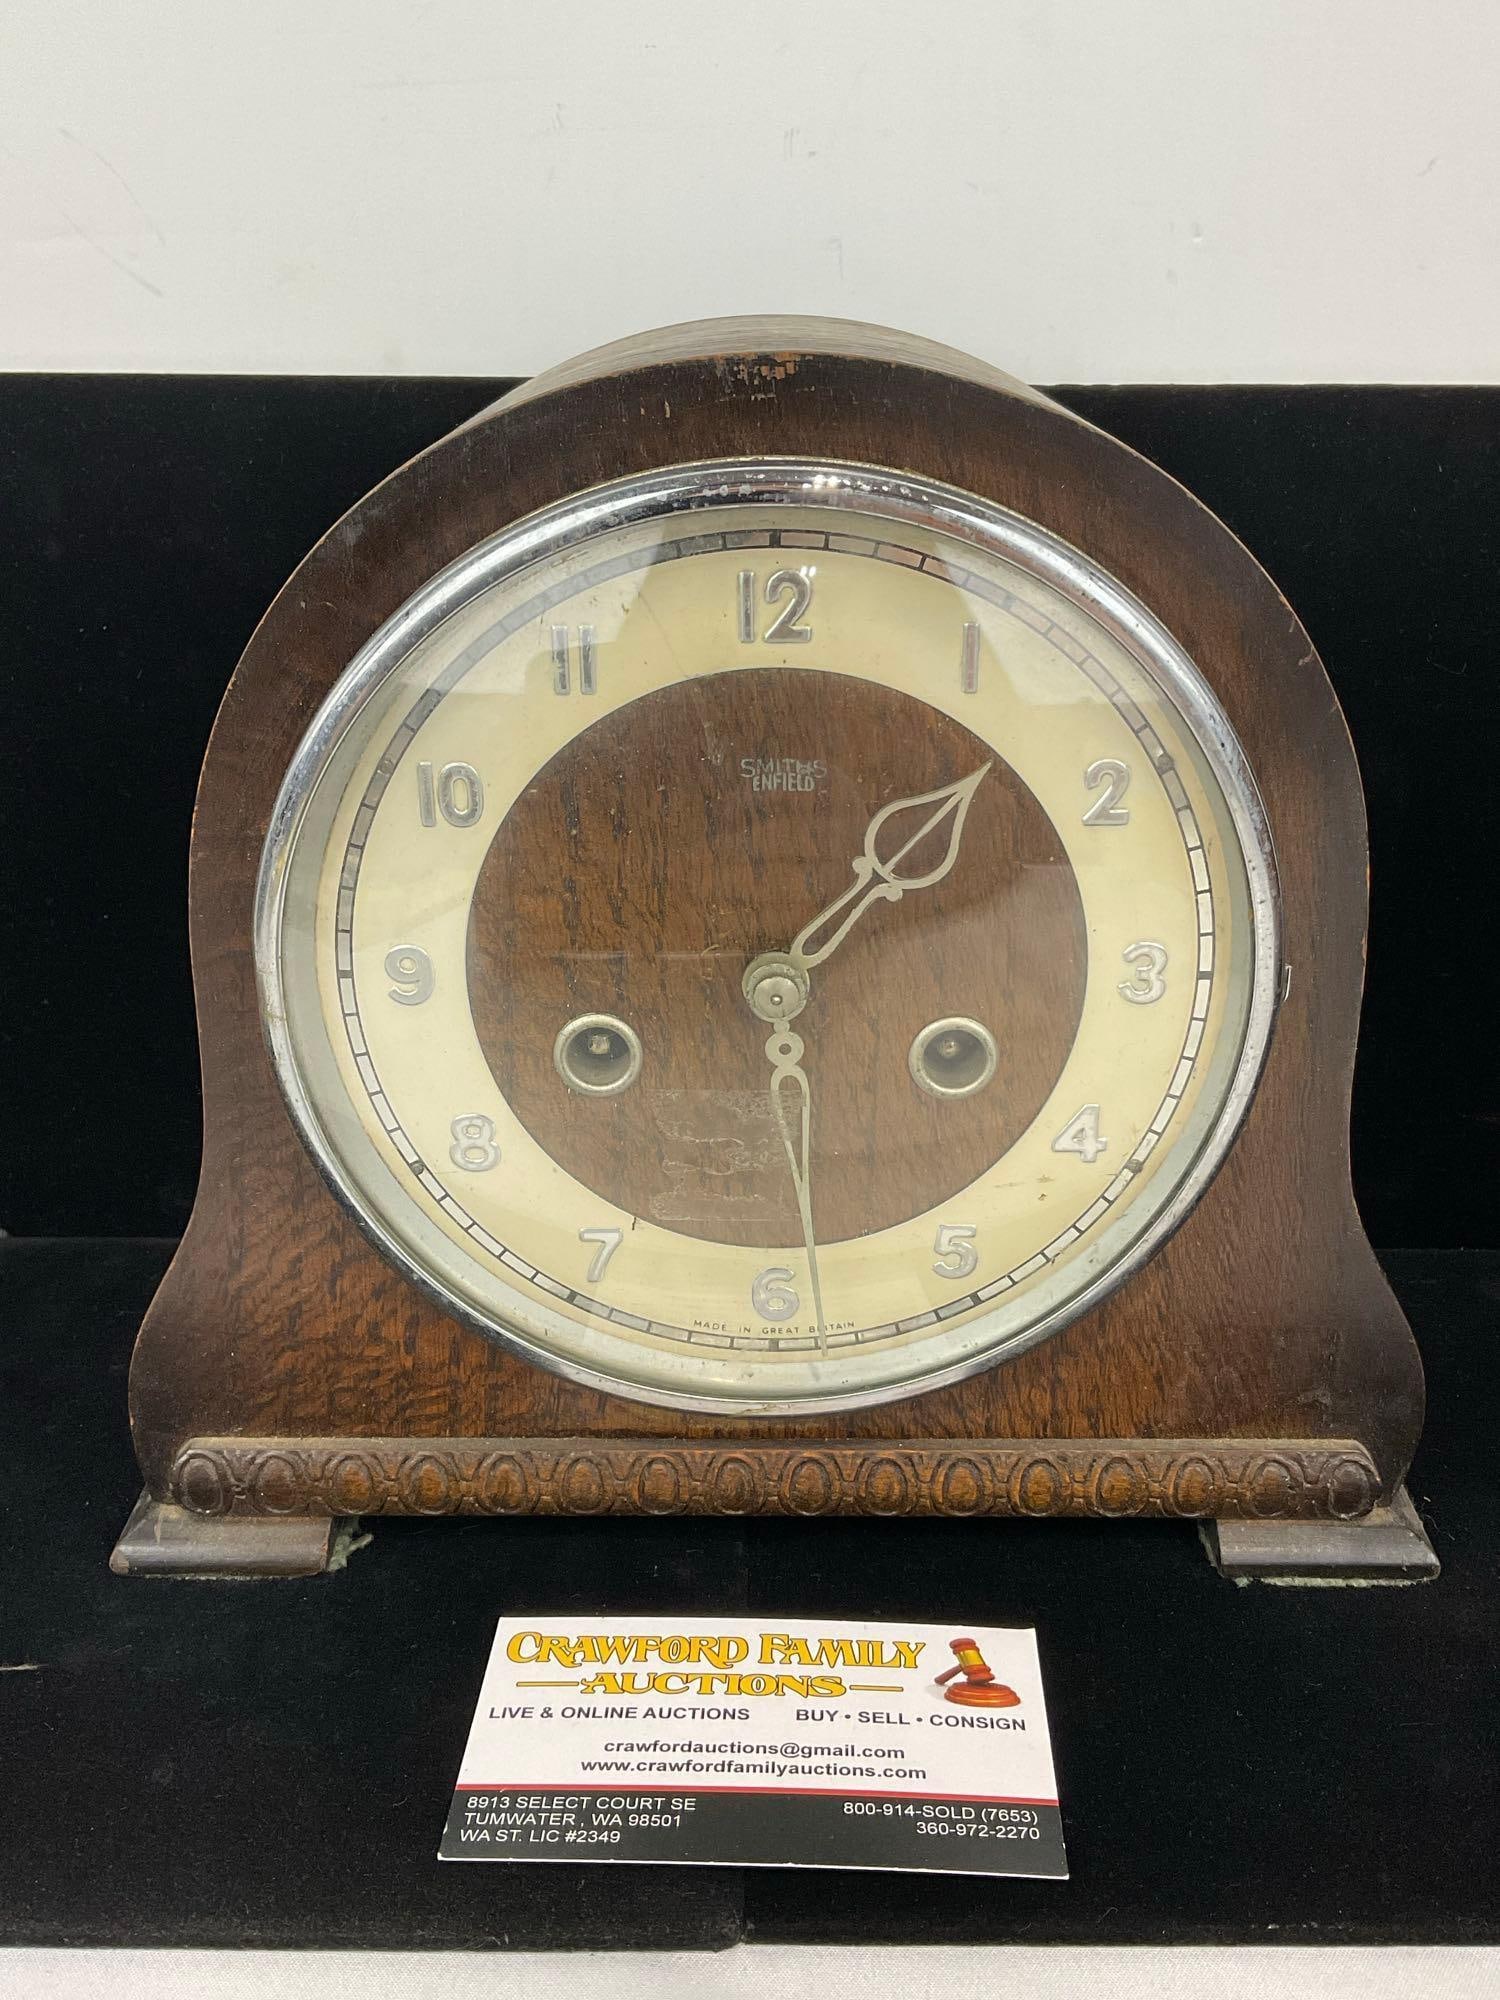 12
11
1
10
2
SMITHS
ENFIELD
9
3
8
4
7
5
6
MADE IN GREAT BRITAIN
CRAWFORD FAMILY
AUCTIONS
LIVE & ONLINE AUCTIONS BUY • SELL • CONSIGN
crawfordauctions@gmail.com
www.crawfordfamilyauctions.com
8913 SELECT COURT SE
TUMWATER , WA 98501
WA ST. LIC #2349
800-914-SOLD (7653)
360-972-2270